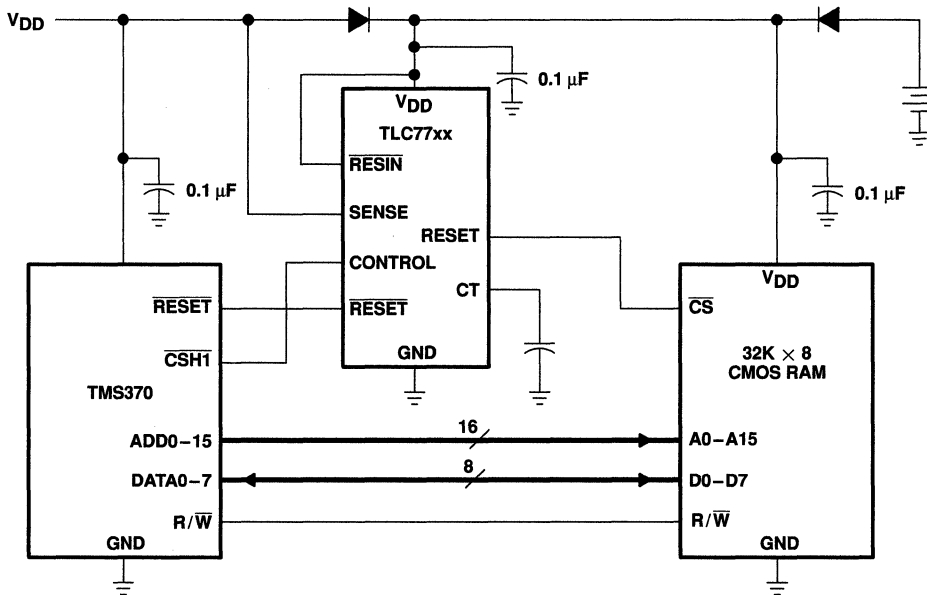 VDD
0.1 μF
VDD
TLC77xx
RESIN
0.1 μF
0.1 μF
SENSE
RESET
CONTROL
VDD
CT
RESET
RESET
CS
CSH1
GND
32K × 8
CMOS RAM
TMS370
16
ADD0–15
A0–A15
8
DATA0–7
D0–D7
R/W
R/W
GND
GND